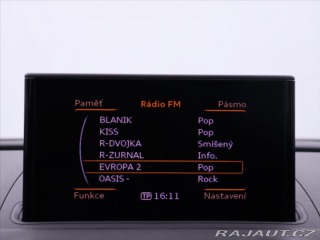 Paměť Rádio FM Pásmo
BLANIK Pop
KISS Pop
R-DVOJKA Smíšený
R-ZURNAL Info.
EVROPA 2 Pop
OASIS - Rock
Funkce TP 16:11 Nastavení
RAJAUT.CZ